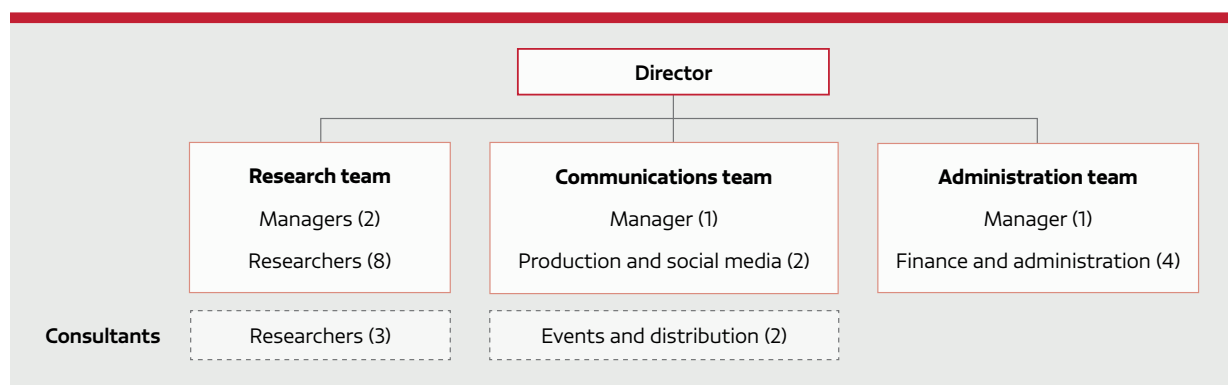 Director
Research team
Managers (2)
Researchers (8)
Communications team
Manager (1)
Production and social media (2)
Administration team
Manager (1)
Finance and administration (4)
Consultants
Researchers (3)
Events and distribution (2)